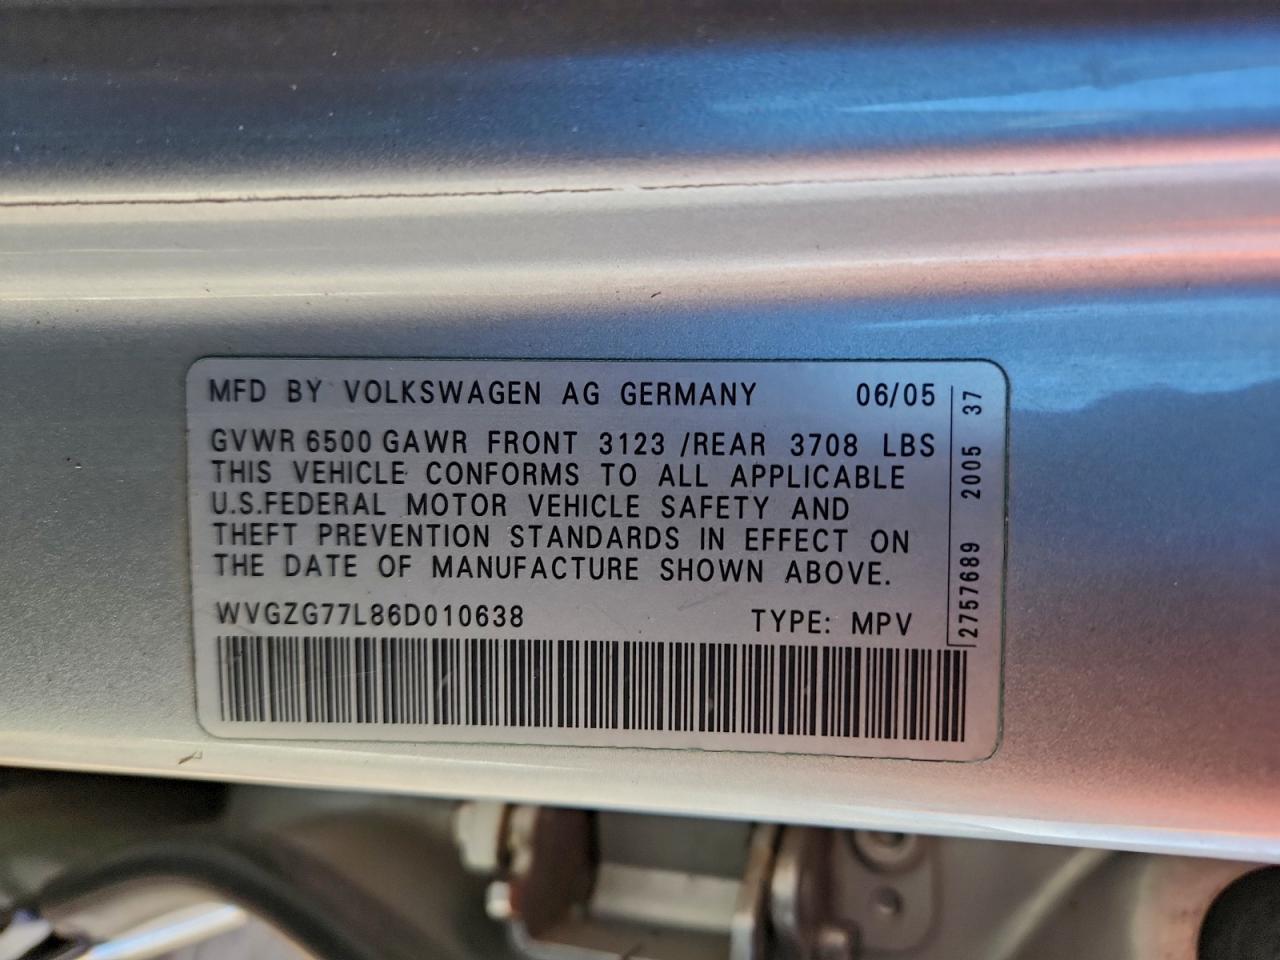 MFD BY VOLKSWAGEN AG GERMANY 06/05
GVWR 6500 GAWR FRONT 3123 /REAR 3708 LBS
THIS VEHICLE CONFORMS TO ALL APPLICABLE
U.S.FEDERAL MOTOR VEHICLE SAFETY AND
THEFT PREVENTION STANDARDS IN EFFECT ON
THE DATE OF MANUFACTURE SHOWN ABOVE.
WVGZG77L86D010638 TYPE: MPV
2757689 2005 37